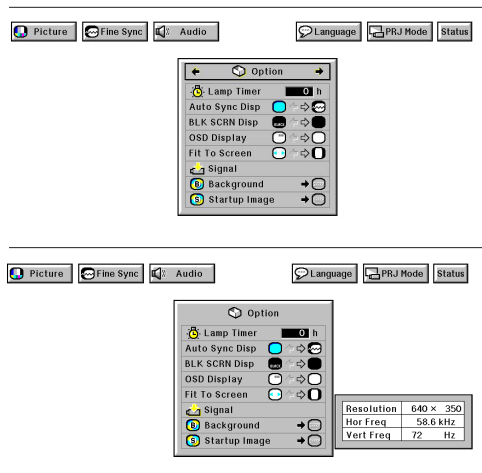 Picture Fine Sync Audio Language PRJ Mode Status
Option
Lamp Timer 0 h
Auto Sync Disp
BLK SCRN Disp BLACK
OSD Display
Fit To Screen
Signal
B Background
S Startup Image
Picture Fine Sync Audio Language PRJ Mode Status
Option
Lamp Timer 0 h
Auto Sync Disp
BLK SCRN Disp BLACK
OSD Display
Fit To Screen
Signal
B Background
S Startup Image
Resolution 640 × 350
Hor Freq 58.6 kHz
Vert Freq 72 Hz